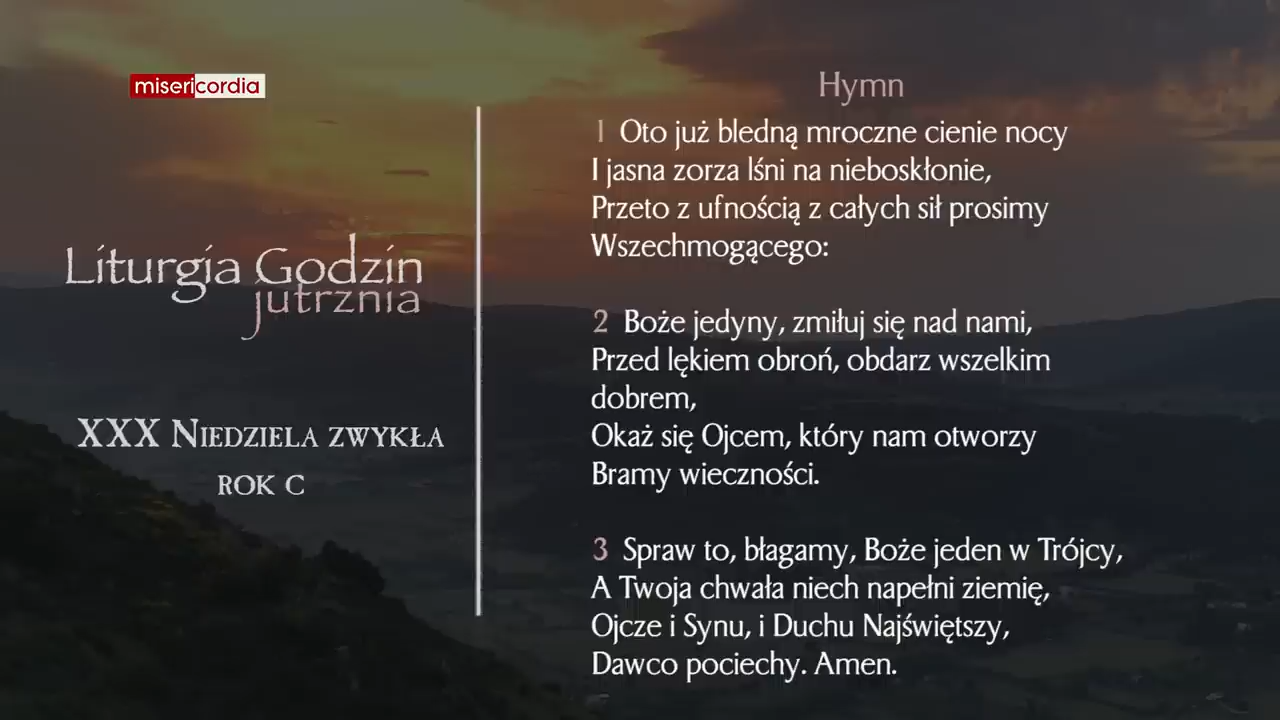 misericordia
Liturgia Godzin
jutrznia
XXX Niedziela zwykła
rok C
Hymn
1 Oto już bledną mroczne cienie nocy
I jasna zorza lśni na nieboskłonie,
Przeto z ufnością z całych sił prosimy
Wszechmogącego:
2 Boże jedyny, zmiłuj się nad nami,
Przed lękiem obroń, obdarz wszelkim
dobrem,
Okaż się Ojcem, który nam otworzy
Bramy wieczności.
3 Spraw to, błagamy, Boże jeden w Trójcy,
A Twoja chwała niech napełni ziemię,
Ojcze i Synu, i Duchu Najświętszy,
Dawco pociechy. Amen.